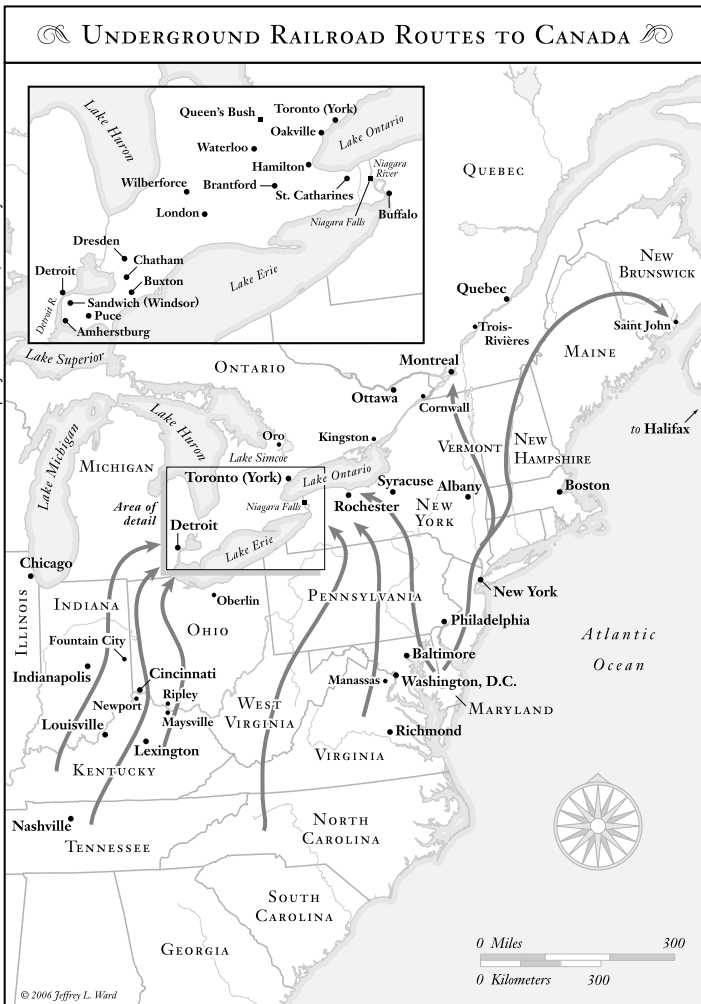 UNDERGROUND RAILROAD ROUTES TO CANADA
Lake Huron
Queen's Bush
Toronto (York)
Oakville
Lake Ontario
Waterloo
Hamilton
Niagara
River
Wilberforce
Brantford
St. Catharines
London
Niagara Falls
Buffalo
Dresden
Chatham
Detroit
Buxton
Lake Erie
Sandwich (Windsor)
Detroit R.
Puce
Amherstburg
QUEBEC
NEW
BRUNSWICK
Quebec
Saint John
Trois-
Rivières
MAINE
Lake Superior
ONTARIO
Montreal
Ottawa
Cornwall
to Halifax
Lake Michigan
Lake Huron
Oro
Kingston
Lake Simcoe
VERMONT
NEW
HAMPSHIRE
MICHIGAN
Toronto (York)
Lake Ontario
Syracuse
Albany
Boston
Area of
detail
Niagara Falls
Rochester
NEW
YORK
Detroit
Lake Erie
Chicago
New York
ILLINOIS
INDIANA
Oberlin
PENNSYLVANIA
OHIO
Philadelphia
Atlantic
Ocean
Fountain City
Baltimore
Indianapolis
Cincinnati
Manassas
Washington, D.C.
Newport
Ripley
Maysville
WEST
VIRGINIA
MARYLAND
Louisville
Lexington
Richmond
KENTUCKY
VIRGINIA
Nashville
TENNESSEE
NORTH
CAROLINA
SOUTH
CAROLINA
GEORGIA
0 Miles 300
0 Kilometers 300
© 2006 Jeffrey L. Ward